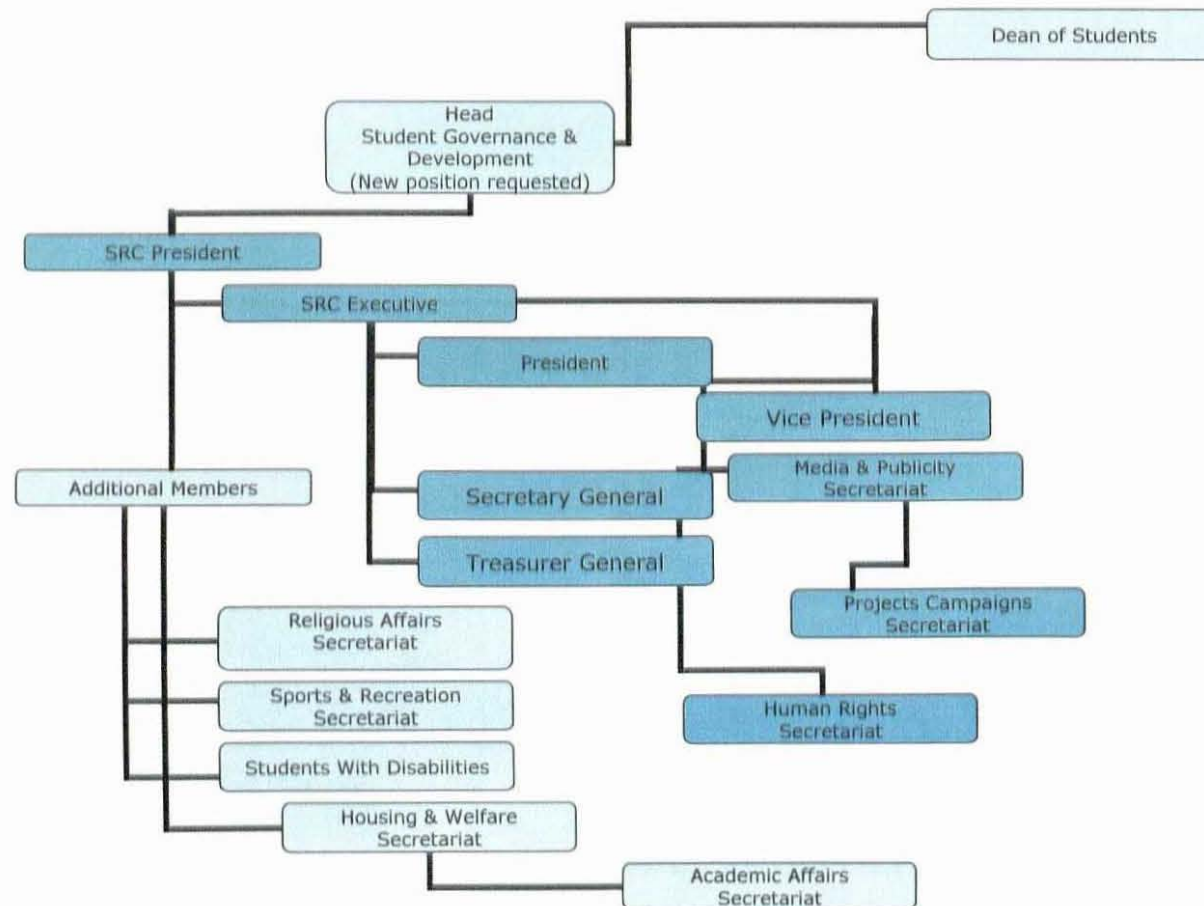 Dean of Students
Head
Student Governance &
Development
(New position requested)
SRC President
SRC Executive
President
Vice President
Additional Members
Secretary General
Media & Publicity
Secretariat
Treasurer General
Projects Campaigns
Secretariat
Religious Affairs
Secretariat
Sports & Recreation
Secretariat
Human Rights
Secretariat
Students With Disabilities
Housing & Welfare
Secretariat
Academic Affairs
Secretariat